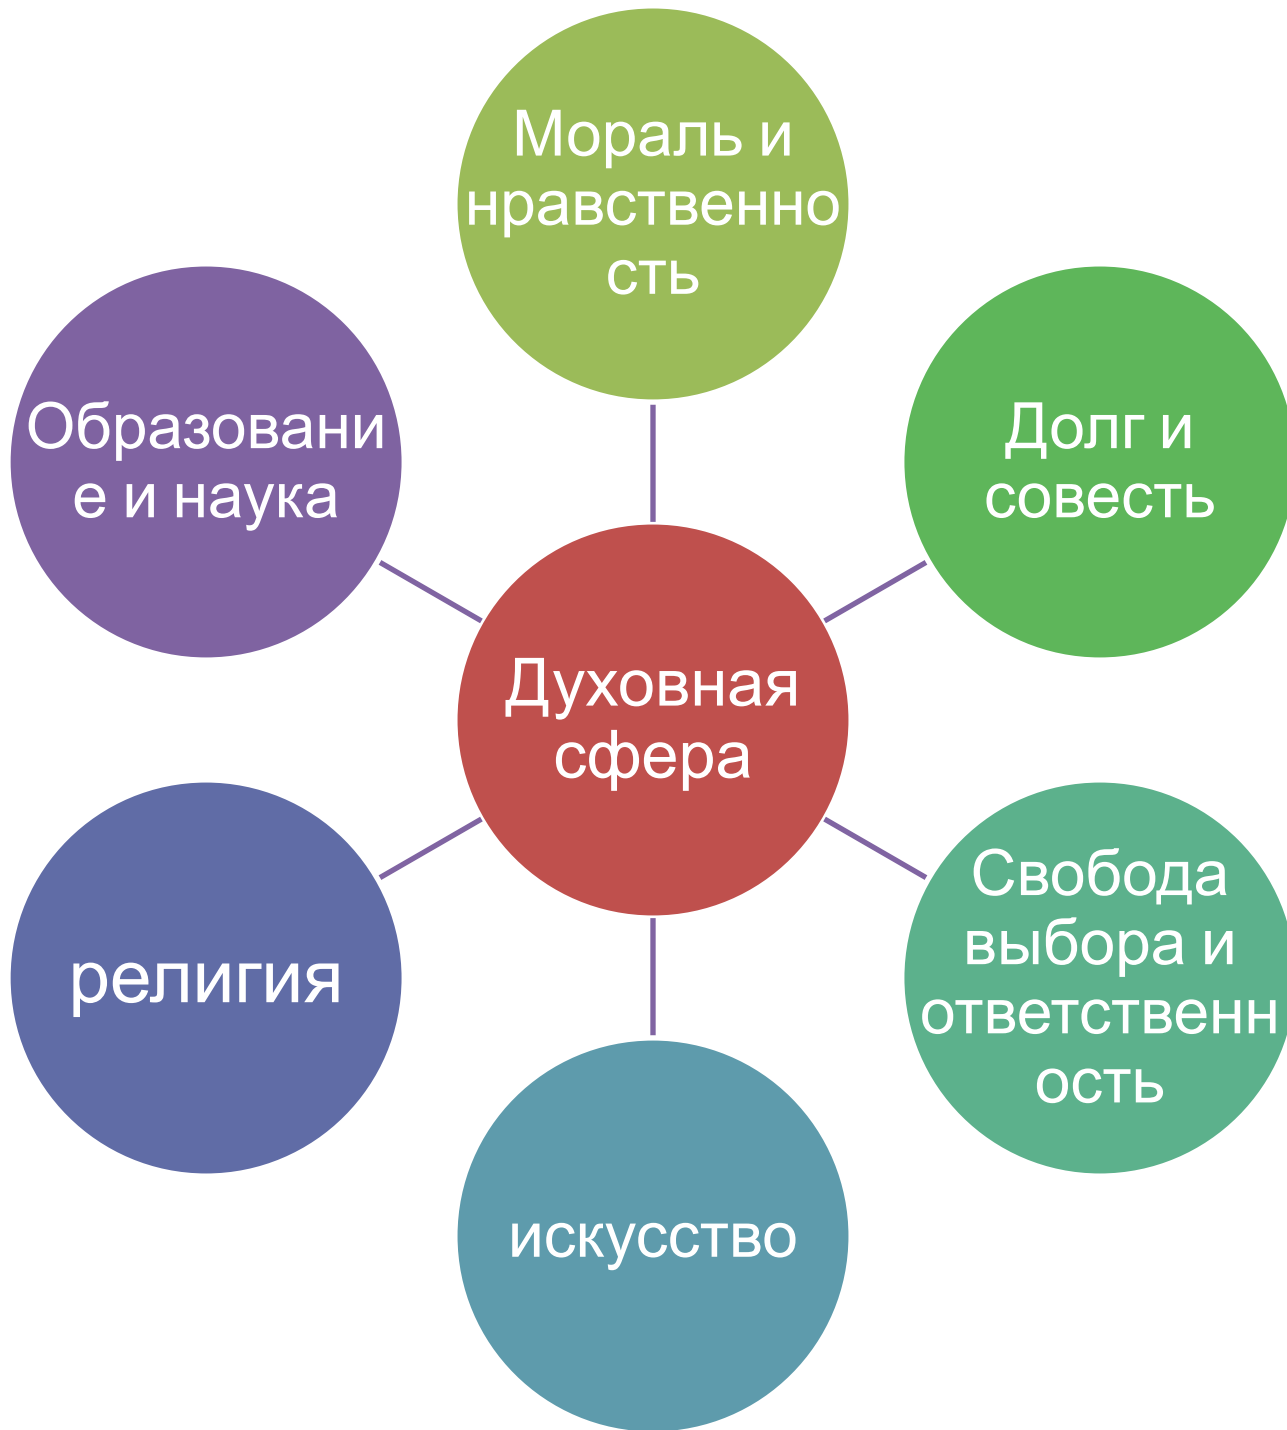 Мораль и
нравственно
сть
Образовани
е и наука
Долг и
совесть
Духовная
сфера
религия
Свобода
выбора и
ответственн
ость
искусство